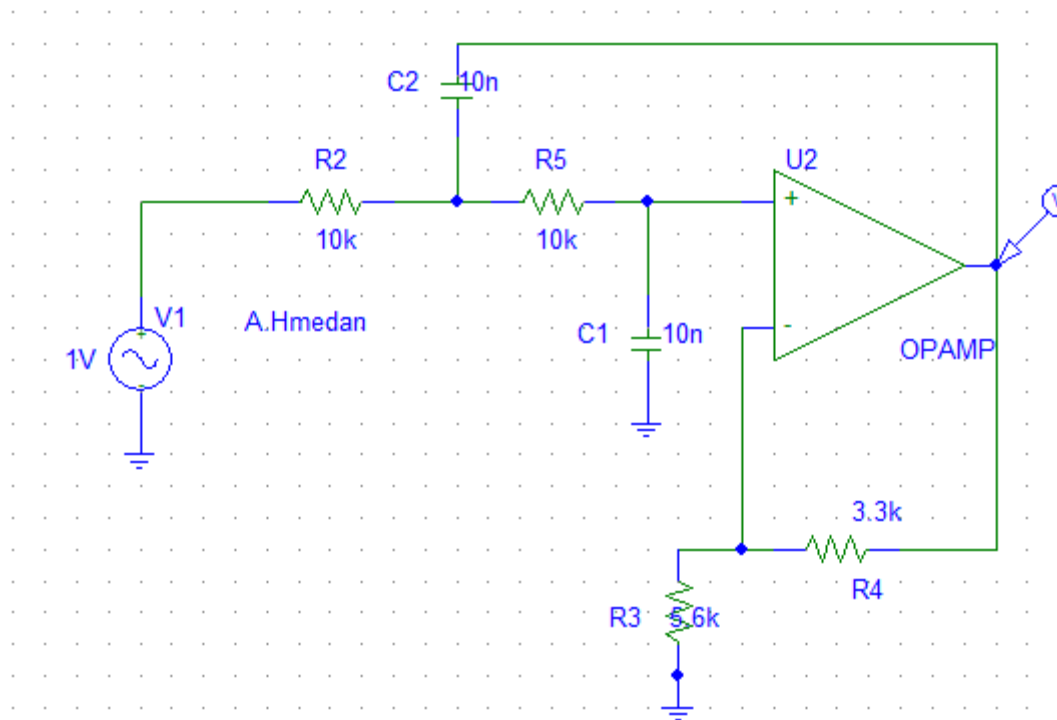 C2 10n
R2
R5
U2
+
10k
10k
V1
+
A.Hmedan
1V
-
C1 10n
-
OPAMP
3.3k
R4
R3 5.6k
V